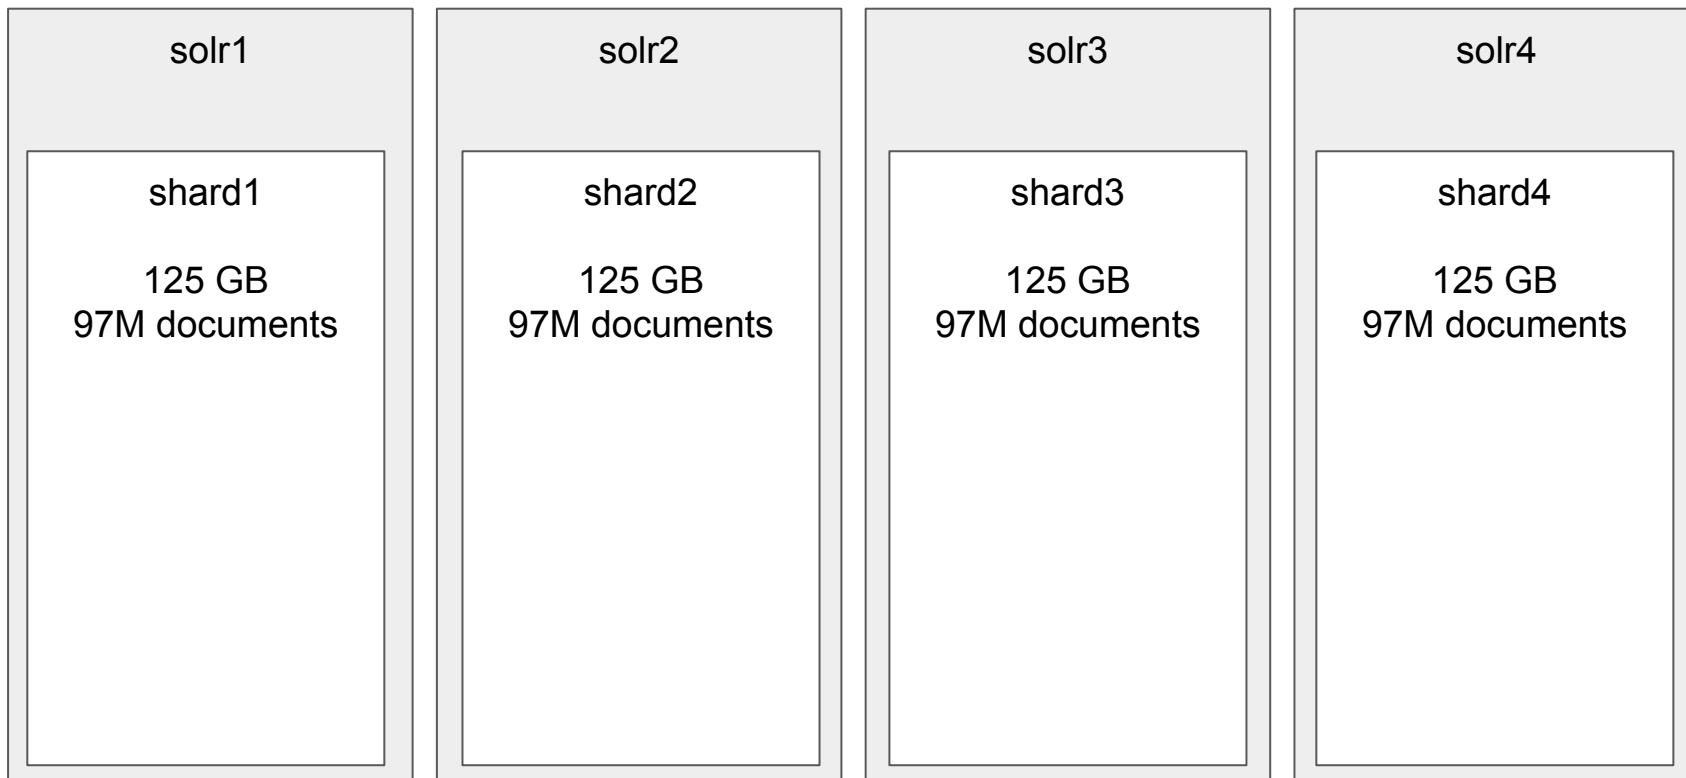 solr1
shard1
125 GB
97M documents
solr2
shard2
125 GB
97M documents
solr3
shard3
125 GB
97M documents
solr4
shard4
125 GB
97M documents